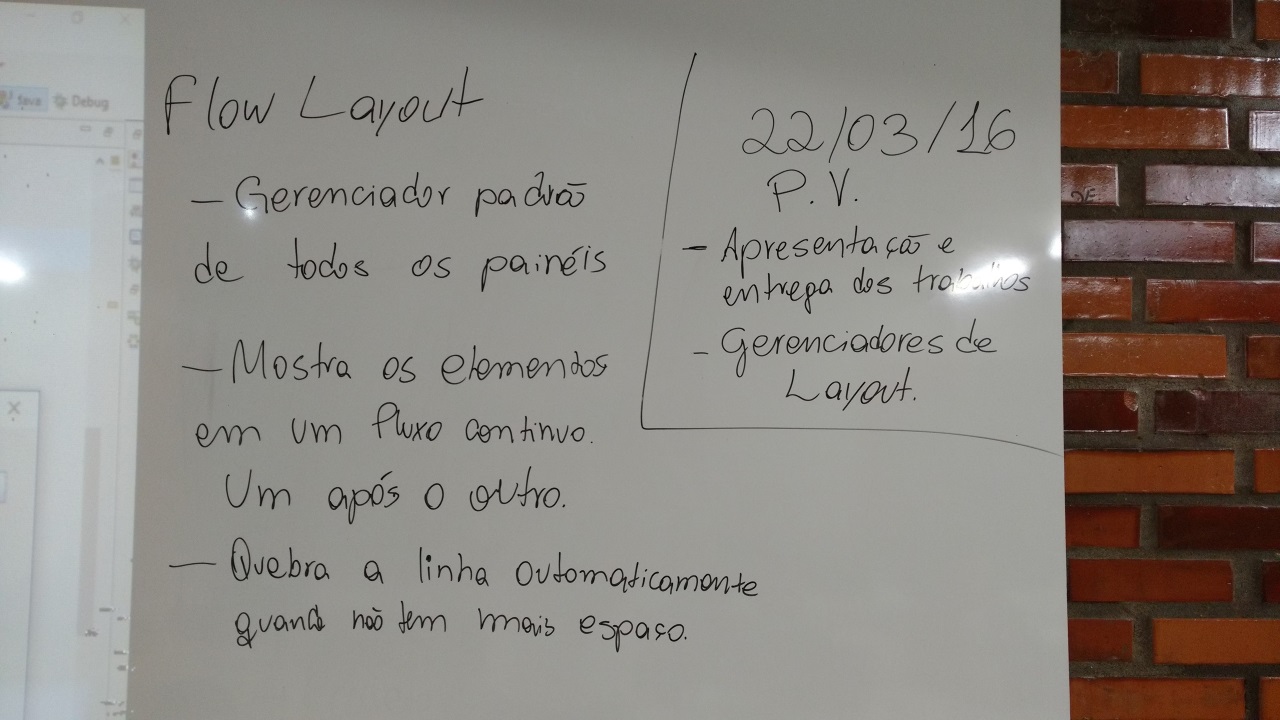 Java Debug
Flow Layout
- Gerenciador padrão
de todos os painéis
- Mostra os elementos
em um fluxo continuo.
Um após o outro.
- Quebra a linha automaticamente
quando não tem mais espaço.
22/03/16
P.V.
- Apresentação e
entrega dos trabalhos
- Gerenciadores de
Layout.